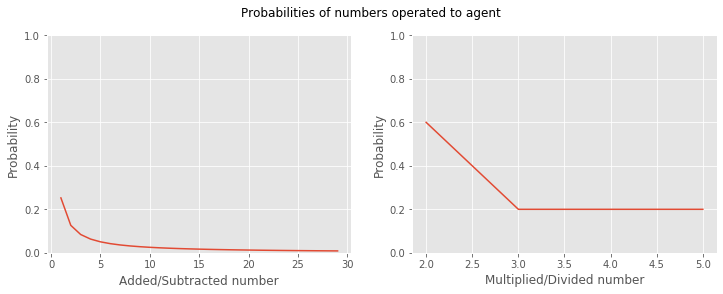 Probabilities of numbers operated to agent
1.0
0.8
0.6
0.4
0.2
0.0
Probability
0 5 10 15 20 25 30
Added/Subtracted number
1.0
0.8
0.6
0.4
0.2
0.0
Probability
2.0 2.5 3.0 3.5 4.0 4.5 5.0
Multiplied/Divided number